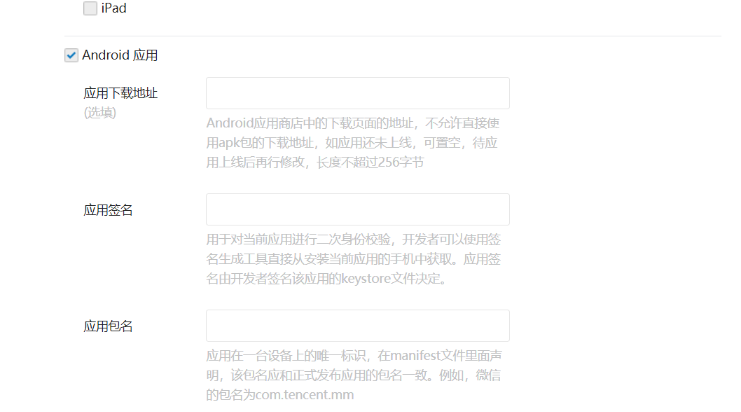 iPad
Android 应用
应用下载地址
(选填)
Android应用商店中的下载页面的地址，不允许直接使
用apk包的下载地址，如应用还未上线，可置空，待应
用上线后再行修改，长度不超过256字节
应用签名
用于对当前应用进行二次身份校验，开发者可以使用签
名生成工具直接从安装当前应用的手机中获取。应用签
名由开发者签名该应用的keystore文件决定。
应用包名
应用在一台设备上的唯一标识，在manifest文件里面声
明，该包名应和正式发布应用的包名一致。例如，微信
的包名为com.tencent.mm